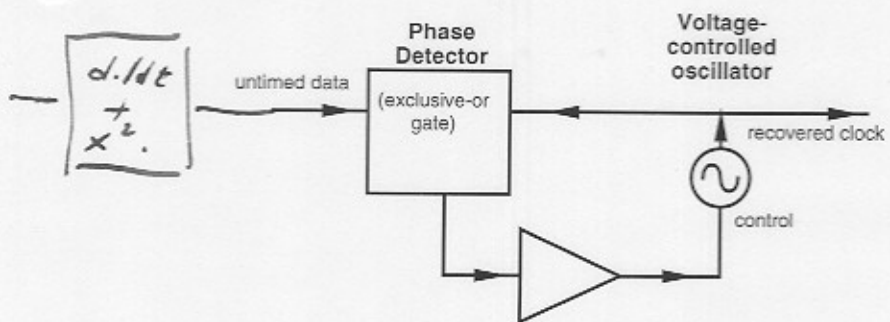 d./dt
+
x².
untimed data
Phase
Detector
(exclusive-or
gate)
Voltage-
controlled
oscillator
recovered clock
control